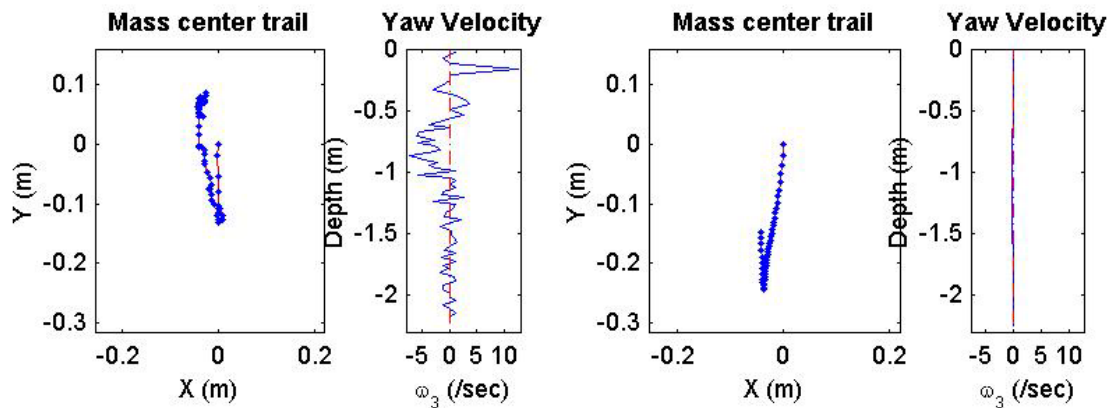 Mass center trail
Yaw Velocity
Mass center trail
Yaw Velocity
0.1
0
-0.1
-0.2
-0.3
Y (m)
-0.2
0
0.2
X (m)
0
-0.5
-1
-1.5
-2
Depth (m)
-5 0 5 10
ω_3 (/sec)
0.1
0
-0.1
-0.2
-0.3
Y (m)
-0.2
0
0.2
X (m)
0
-0.5
-1
-1.5
-2
Depth (m)
-5 0 5 10
ω_3 (/sec)